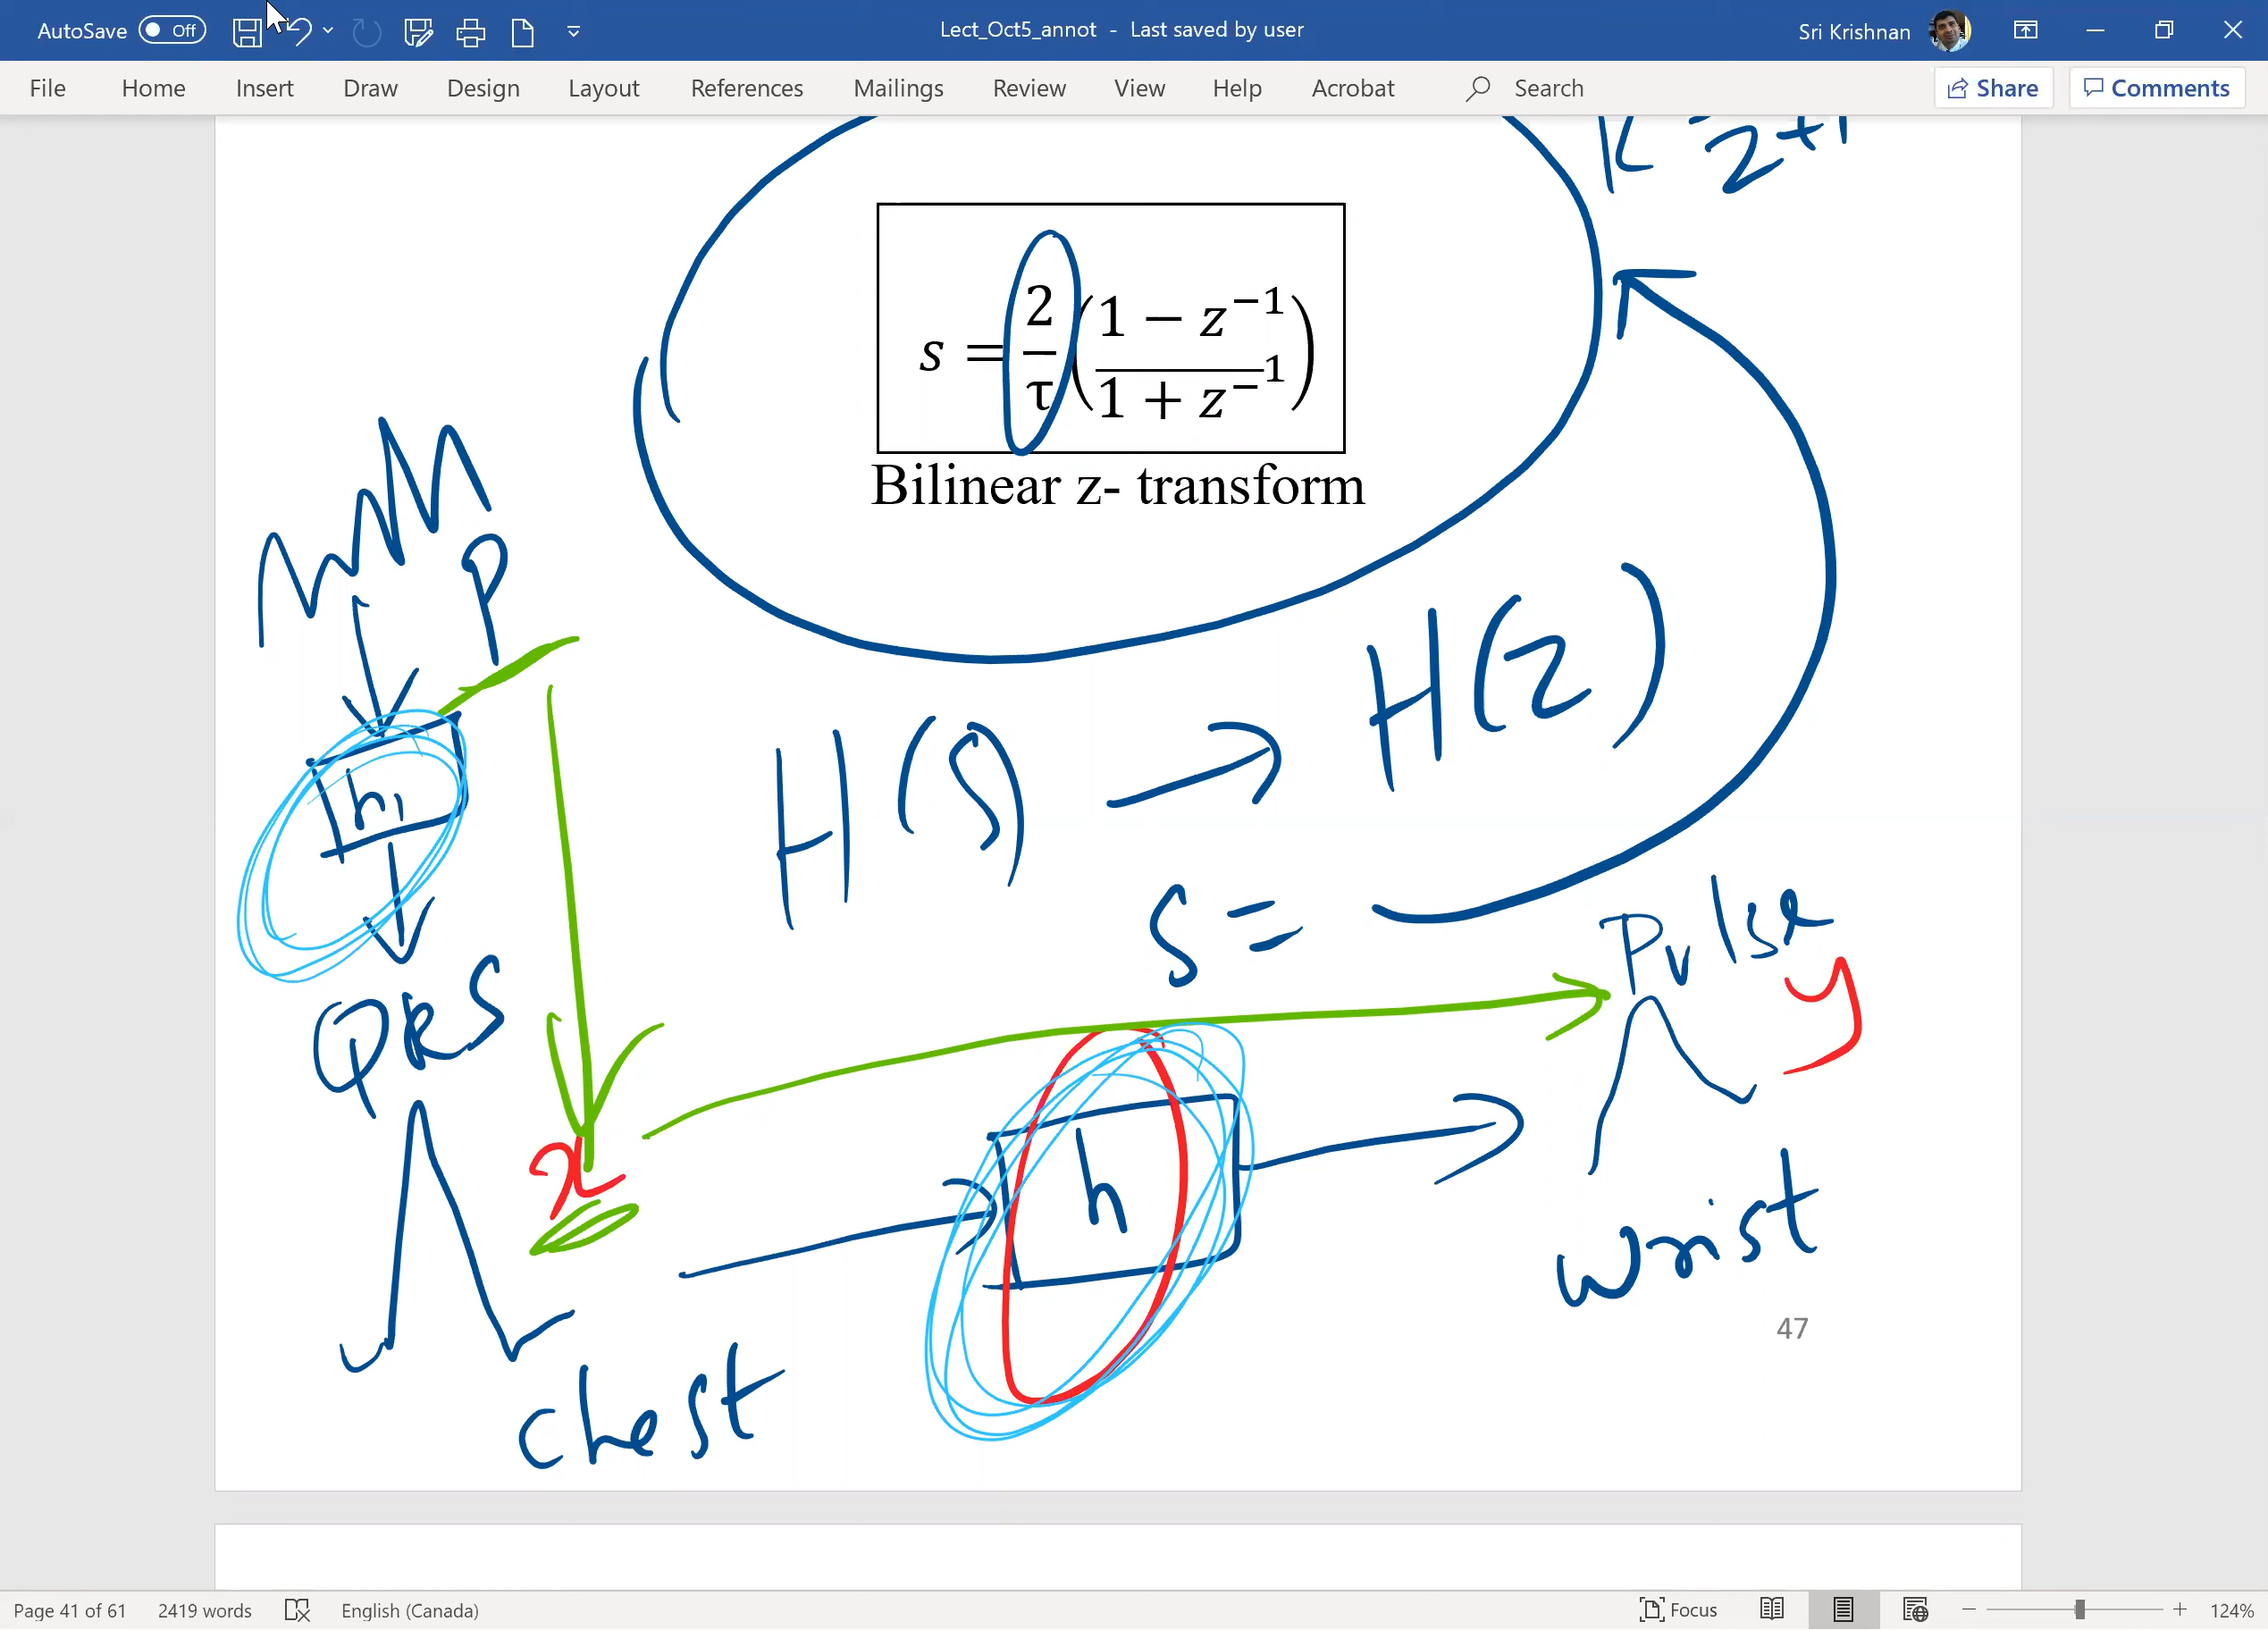 AutoSave Off Lect_Oct5_annot - Last saved by user Sri Krishnan
File Home Insert Draw Design Layout References Mailings Review View Help Acrobat Search Share Comments
s = 2/τ (1 − z⁻¹ / 1 + z⁻¹)
Bilinear z- transform
P
H(s) → H(z)
h1
s =
Pulse
QRS
y
x
h
wrist
47
chest
Page 41 of 61 2419 words English (Canada) Focus 124%